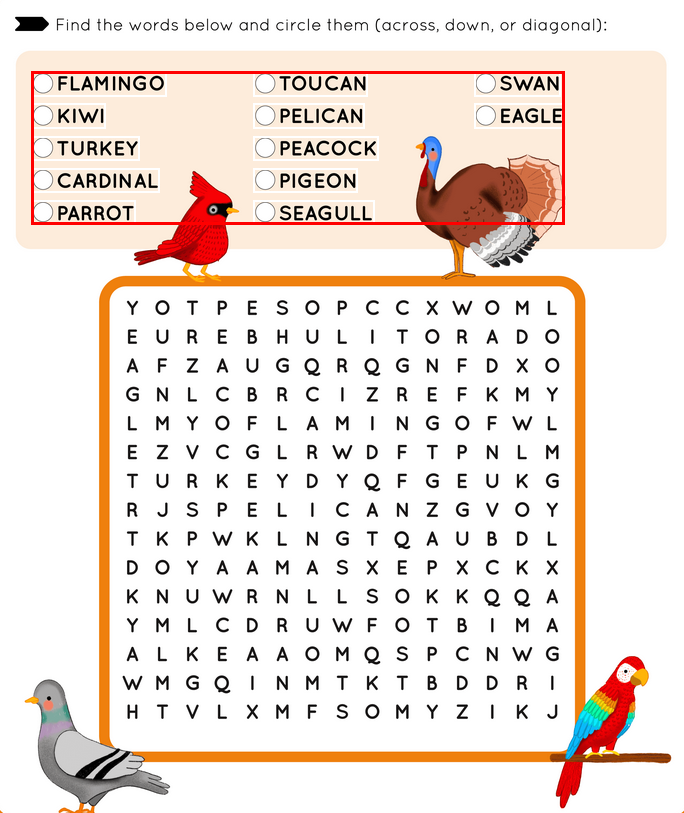 Find the words below and circle them (across, down, or diagonal):
FLAMINGO TOUCAN SWAN
KIWI PELICAN EAGLE
TURKEY PEACOCK
CARDINAL PIGEON
PARROT SEAGULL
Y O T P E S O P C C X W O M L
E U R E B H U L I T O R A D O
A F Z A U G Q R Q G N F D X O
G N L C B R C I Z R E F K M Y
L M Y O F L A M I N G O F W L
E Z V C G L R W D F T P N L M
T U R K E Y D Y Q F G E U K G
R J S P E L I C A N Z G V O Y
T K P W K L N G T Q A U B D L
D O Y A A M A S X E P X C K X
K N U W R N L L S O K K Q Q A
Y M L C D R U W F O T B I M A
A L K E A A O M Q S P C N W G
W M G Q I N M T K T B D D R I
H T V L X M F S O M Y Z I K J